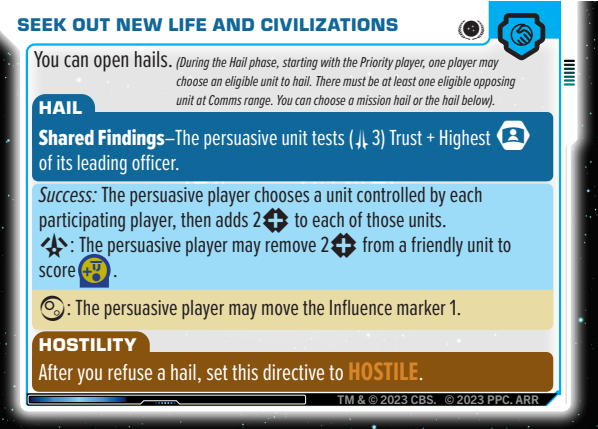 SEEK OUT NEW LIFE AND CIVILIZATIONS
You can open hails. (During the Hail phase, starting with the Priority player, one player may
choose an eligible unit to hail. There must be at least one eligible opposing
unit at Comms range. You can choose a mission hail or the hail below).
HAIL
Shared Findings–The persuasive unit tests ( 3) Trust + Highest
of its leading officer.
Success: The persuasive player chooses a unit controlled by each
participating player, then adds 2 to each of those units.
: The persuasive player may remove 2 from a friendly unit to
score .
: The persuasive player may move the Influence marker 1.
HOSTILITY
After you refuse a hail, set this directive to HOSTILE.
TM & © 2023 CBS. © 2023 PPC. ARR